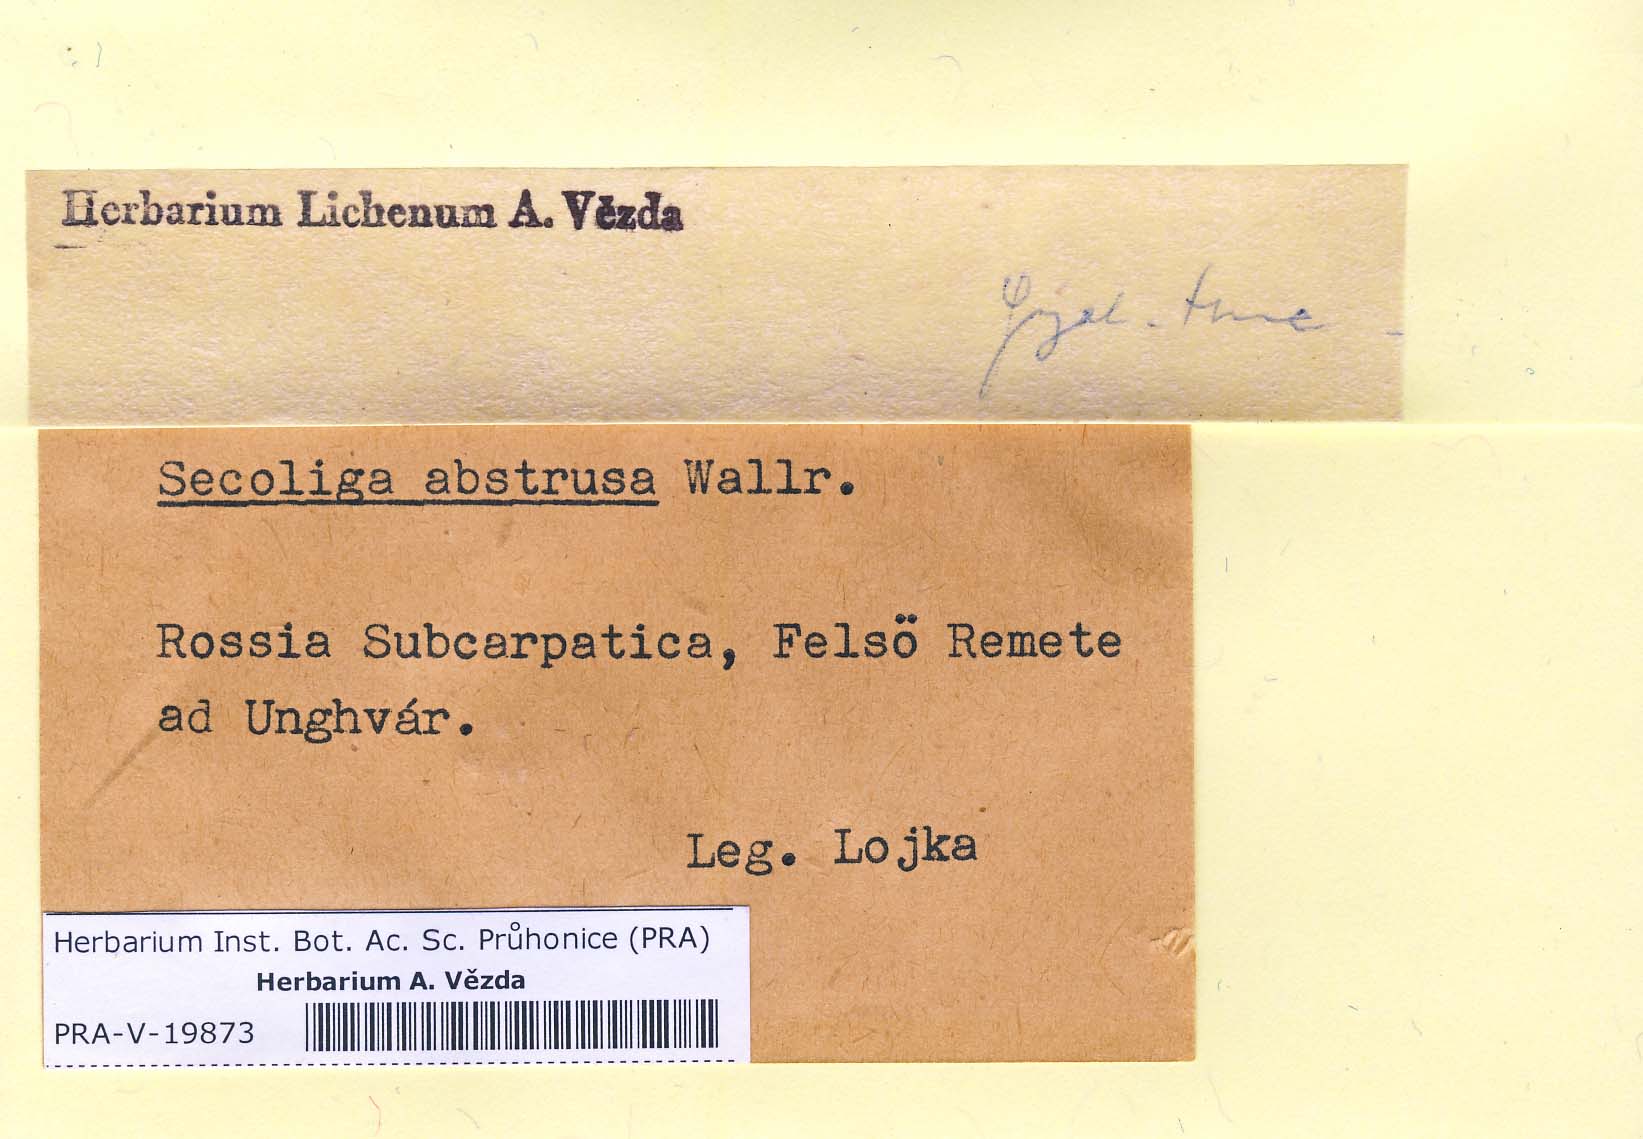 Herbarium Lichenum A. Vězda
Secoliga abstrusa Wallr.
Rossia Subcarpatica, Felsö Remete
ad Unghvár.
Leg. Lojka
Herbarium Inst. Bot. Ac. Sc. Průhonice (PRA)
Herbarium A. Vězda
PRA-V-19873